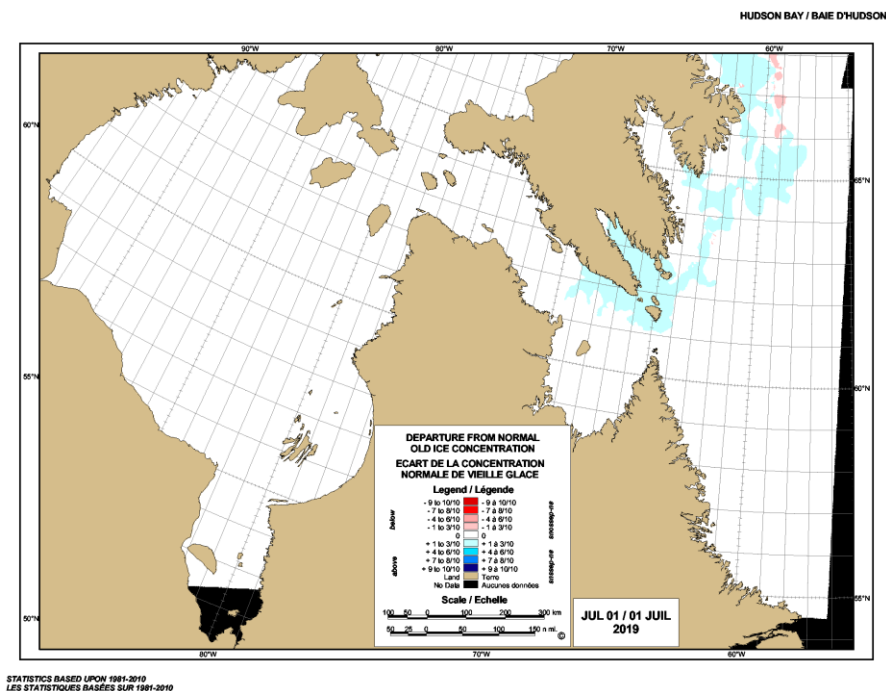 HUDSON BAY / BAIE D'HUDSON
90°W 80°W 70°W 60°W
60°N
65°N
55°N
60°N
50°N
55°N
80°W 70°W 60°W
DEPARTURE FROM NORMAL
OLD ICE CONCENTRATION
ECART DE LA CONCENTRATION
NORMALE DE VIEILLE GLACE
Legend / Légende
below
au-dessous
- 9 to 10/10 - 9 à 10/10
- 7 to 8/10 - 7 à 8/10
- 4 to 6/10 - 4 à 6/10
- 1 to 3/10 - 1 à 3/10
0 0
above
au-dessus
+ 1 to 3/10 + 1 à 3/10
+ 4 to 6/10 + 4 à 6/10
+ 7 to 8/10 + 7 à 8/10
+ 9 to 10/10 + 9 à 10/10
Land Terre
No Data Aucunes données
Scale / Echelle
100 50 0 100 200 300 km
50 25 0 50 100 150 n mi.
©
JUL 01 / 01 JUIL
2019
STATISTICS BASED UPON 1981-2010
LES STATISTIQUES BASÉES SUR 1981-2010